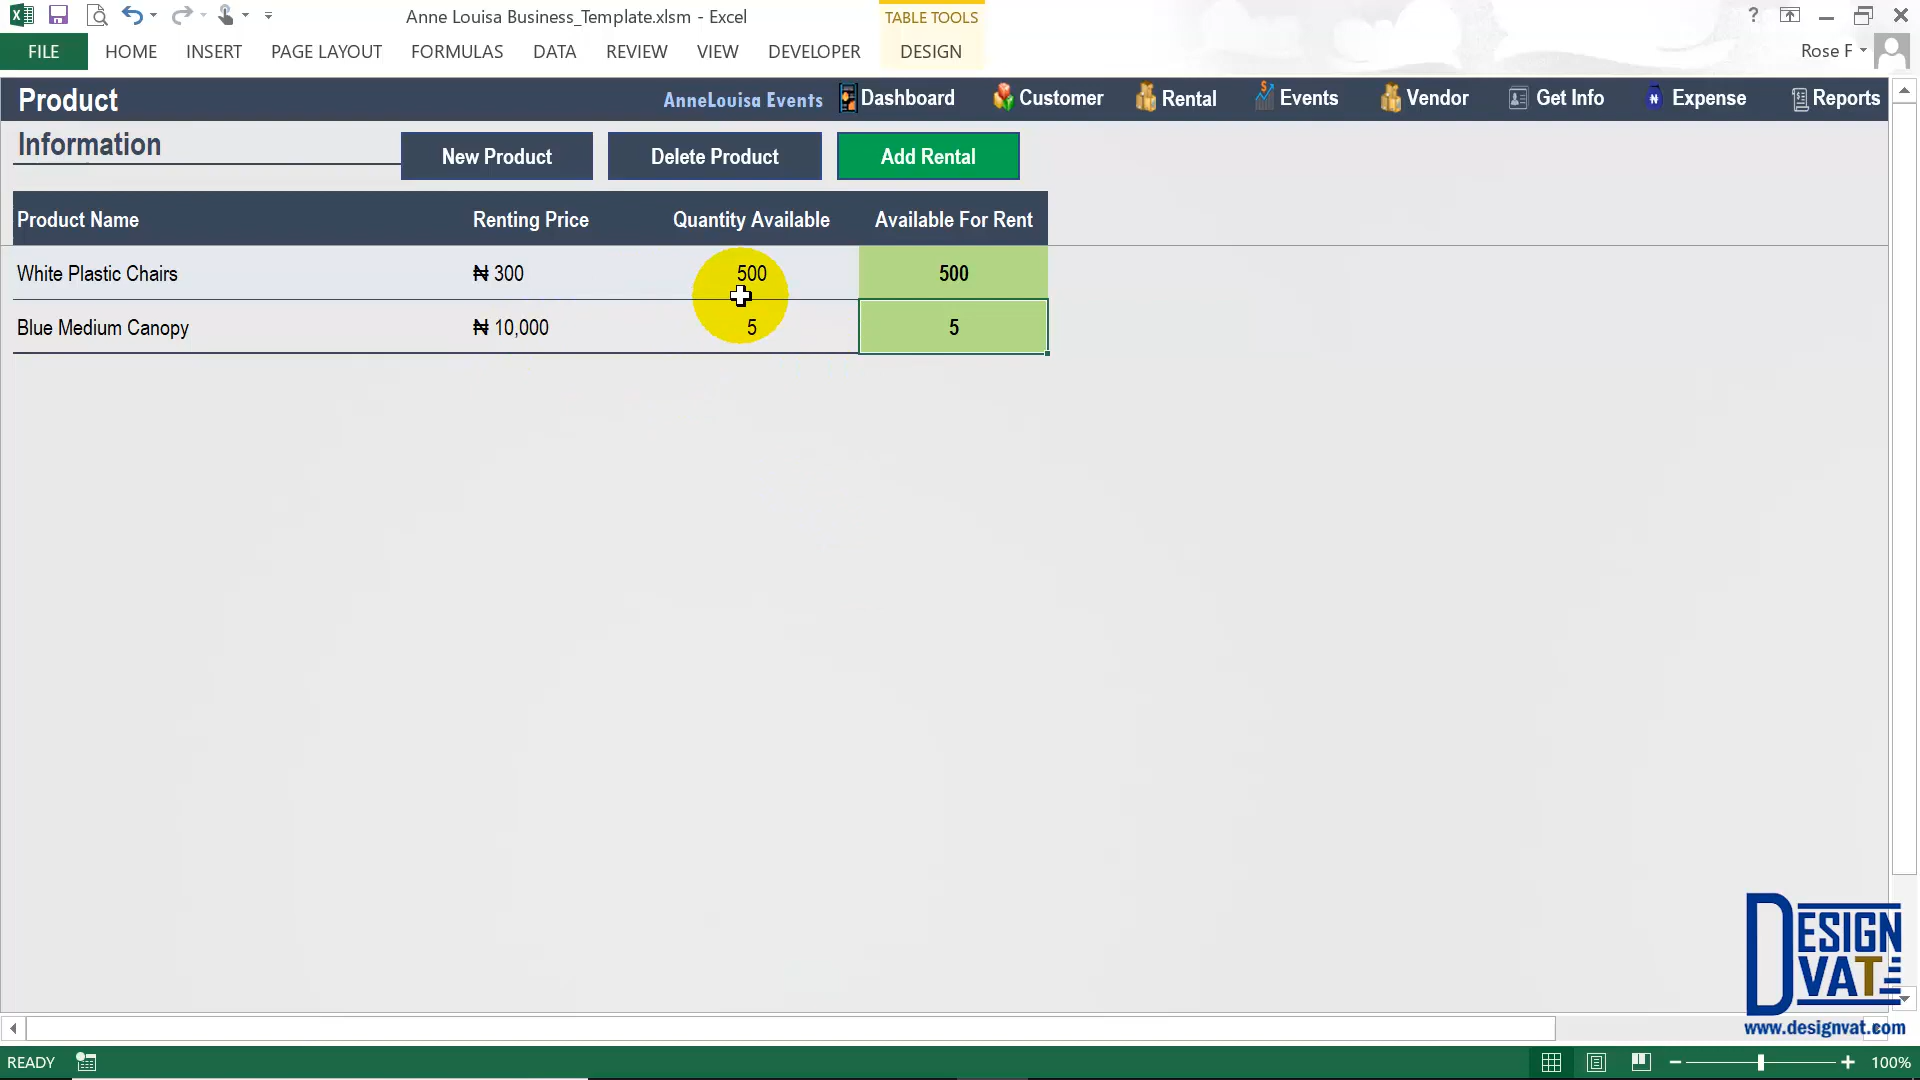 Anne Louisa Business_Template.xlsm - Excel
TABLE TOOLS
?
FILE HOME INSERT PAGE LAYOUT FORMULAS DATA REVIEW VIEW DEVELOPER DESIGN
Rose F
Product
AnneLouisa Events Dashboard Customer Rental Events Vendor Get Info Expense Reports
Information
New Product Delete Product Add Rental
Product Name Renting Price Quantity Available Available For Rent
White Plastic Chairs ₦ 300 500 500
Blue Medium Canopy ₦ 10,000 5 5
DESIGN
VAT
www.designvat.com
READY 100%